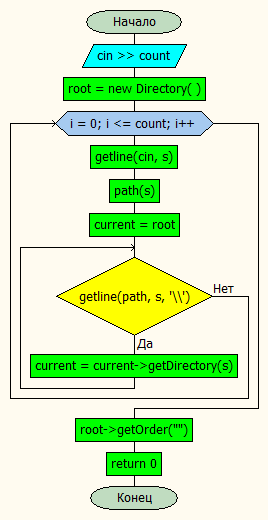 Начало
cin >> count
root = new Directory( )
i = 0; i <= count; i++
getline(cin, s)
path(s)
current = root
getline(path, s, '\\')
Нет
Да
current = current->getDirectory(s)
root->getOrder("")
return 0
Конец